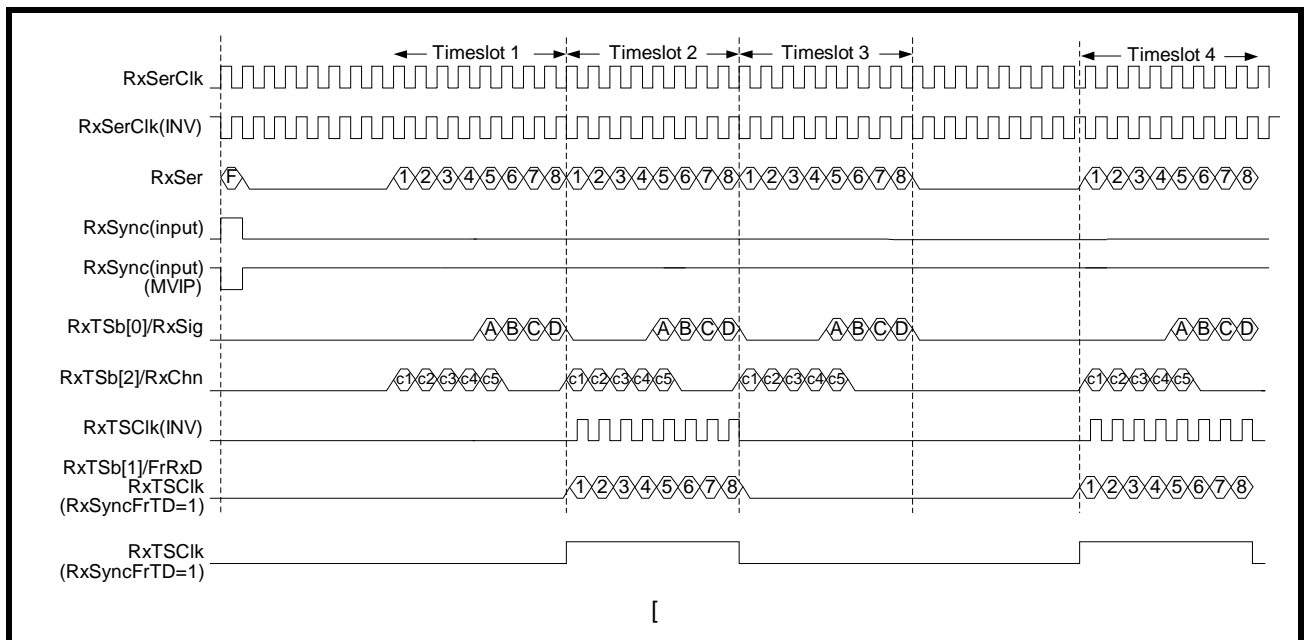 Timeslot 1 Timeslot 2 Timeslot 3 Timeslot 4
RxSerClk
RxSerClk(INV)
RxSer F 1 2 3 4 5 6 7 8 1 2 3 4 5 6 7 8 1 2 3 4 5 6 7 8 1 2 3 4 5 6 7 8
RxSync(input)
RxSync(input)
(MVIP)
RxTSb[0]/RxSig A B C D A B C D A B C D A B C D
RxTSb[2]/RxChn c1 c2 c3 c4 c5 c1 c2 c3 c4 c5 c1 c2 c3 c4 c5 c1 c2 c3 c4 c5
RxTSClk(INV)
RxTSb[1]/FrRxD
RxTSClk 1 2 3 4 5 6 7 8 1 2 3 4 5 6 7 8
(RxSyncFrTD=1)
RxTSClk
(RxSyncFrTD=1)
[